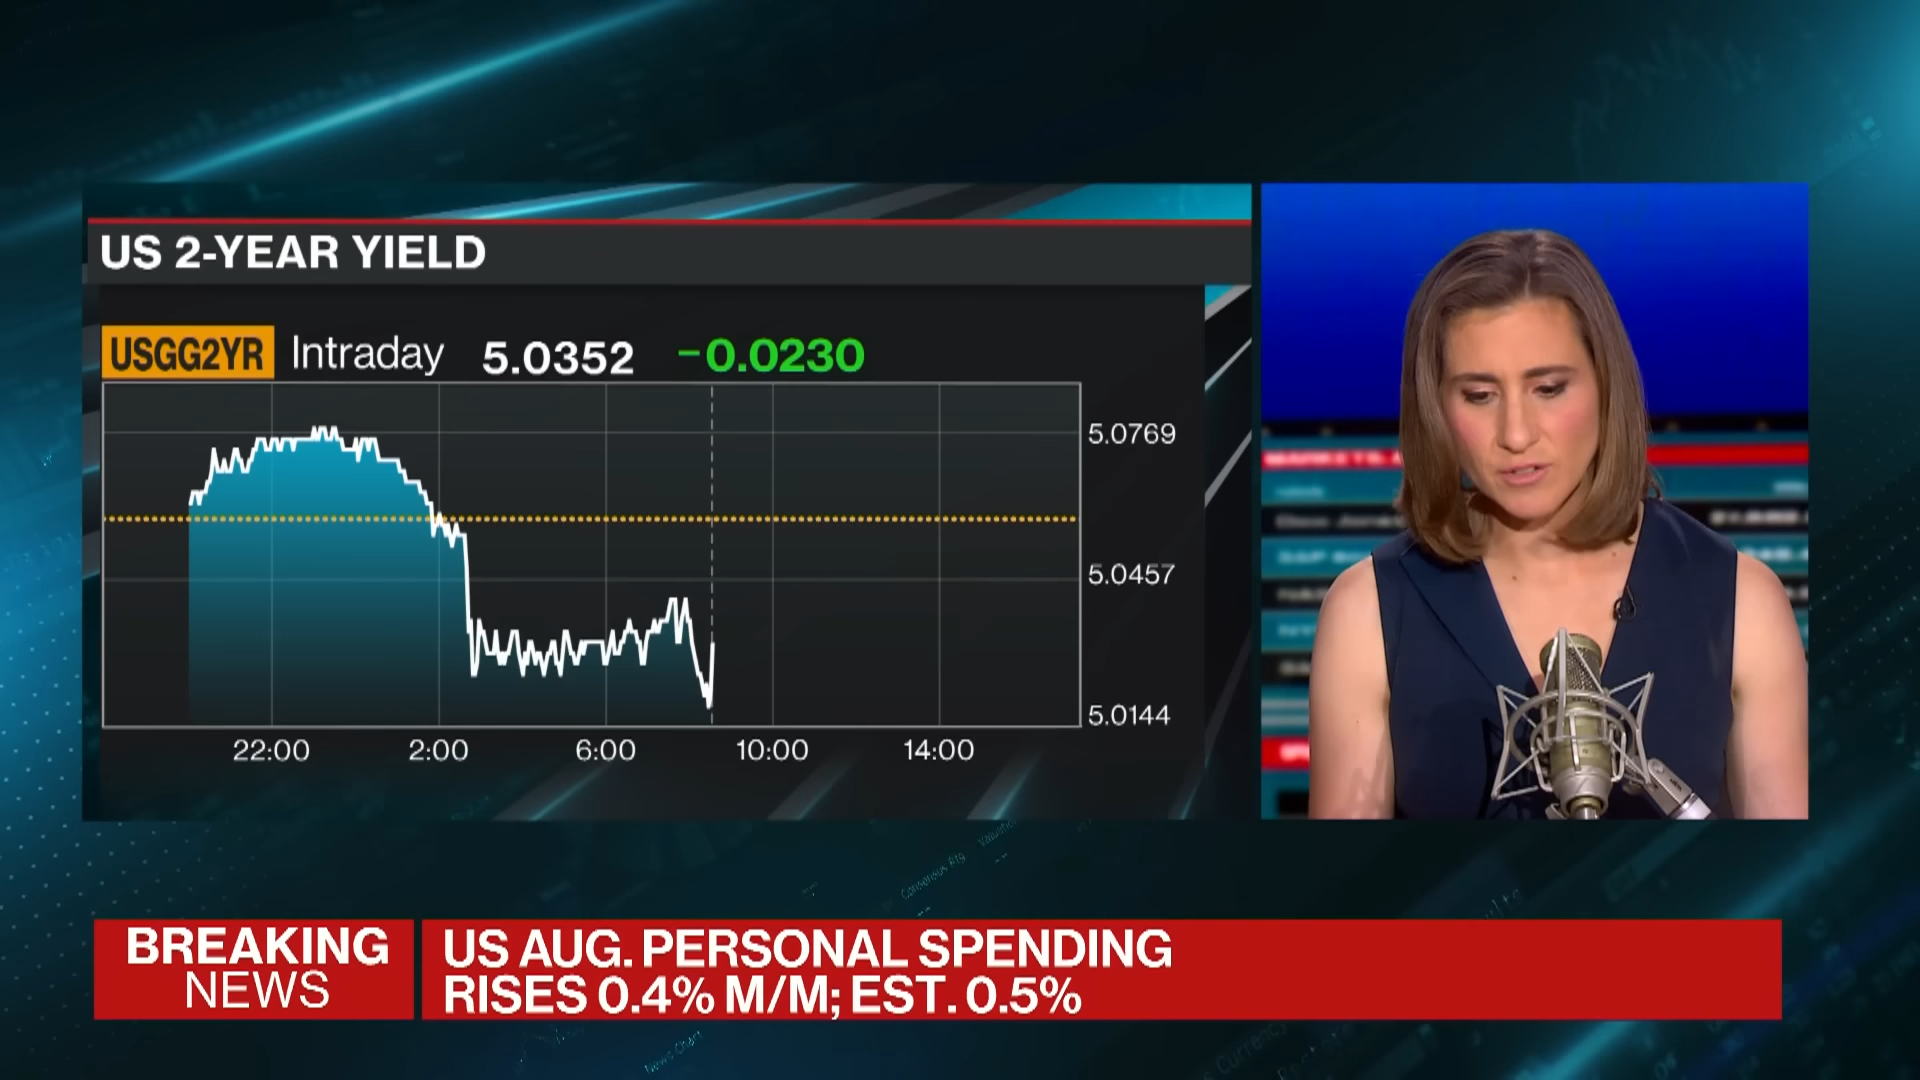 US 2-YEAR YIELD
USGG2YR Intraday 5.0352 -0.0230
5.0769
5.0457
5.0144
22:00 2:00 6:00 10:00 14:00
BREAKING
NEWS
US AUG. PERSONAL SPENDING
RISES 0.4% M/M; EST. 0.5%